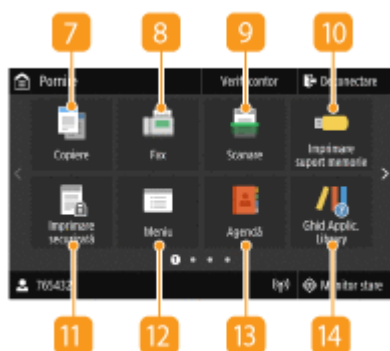 7 8 9 10
Pornire Verif. contor Deconectare
Copiere Fax Scanare Imprimare
suport memorie
Imprimare
securizată Meniu Agendă Ghid Applic.
Library
765432 Monitor stare
11 12 13 14